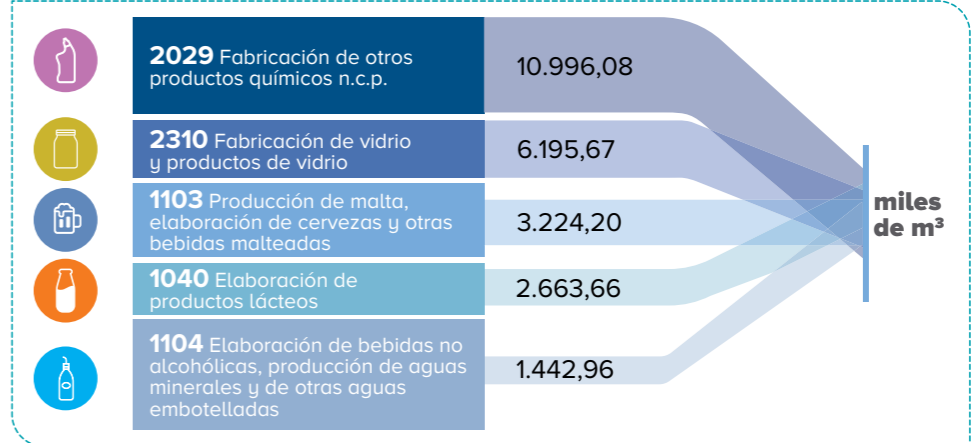 2029 Fabricación de otros
productos químicos n.c.p.
10.996,08
2310 Fabricación de vidrio
y productos de vidrio
6.195,67
1103 Producción de malta,
elaboración de cervezas y otras
bebidas malteadas
3.224,20
miles
de m³
1040 Elaboración de
productos lácteos
2.663,66
1104 Elaboración de bebidas no
alcohólicas, producción de aguas
minerales y de otras aguas
embotelladas
1.442,96